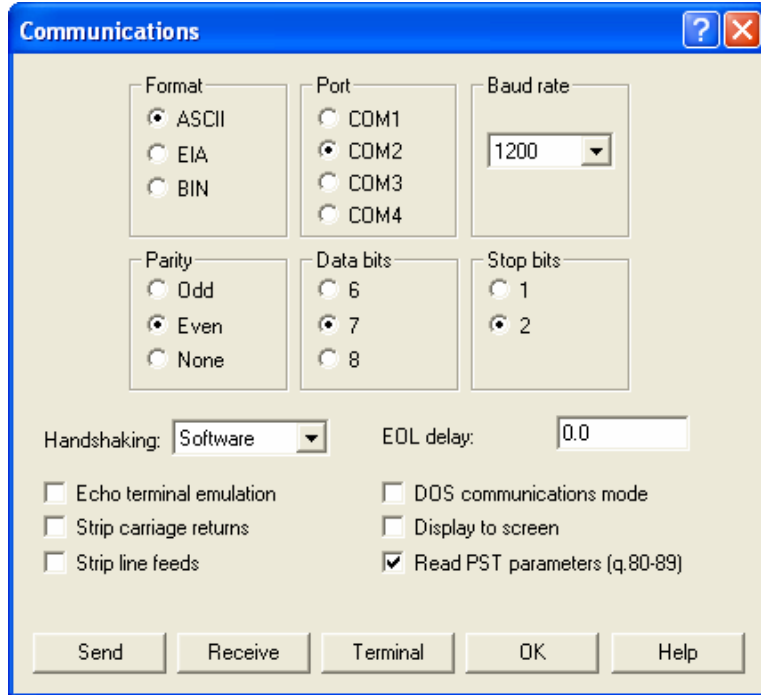 Communications
Format
ASCII
EIA
BIN
Port
COM1
COM2
COM3
COM4
Baud rate
1200
Parity
Odd
Even
None
Data bits
6
7
8
Stop bits
1
2
Handshaking: Software
EOL delay: 0.0
Echo terminal emulation
Strip carriage returns
Strip line feeds
DOS communications mode
Display to screen
Read PST parameters (q.80-89)
Send Receive Terminal OK Help